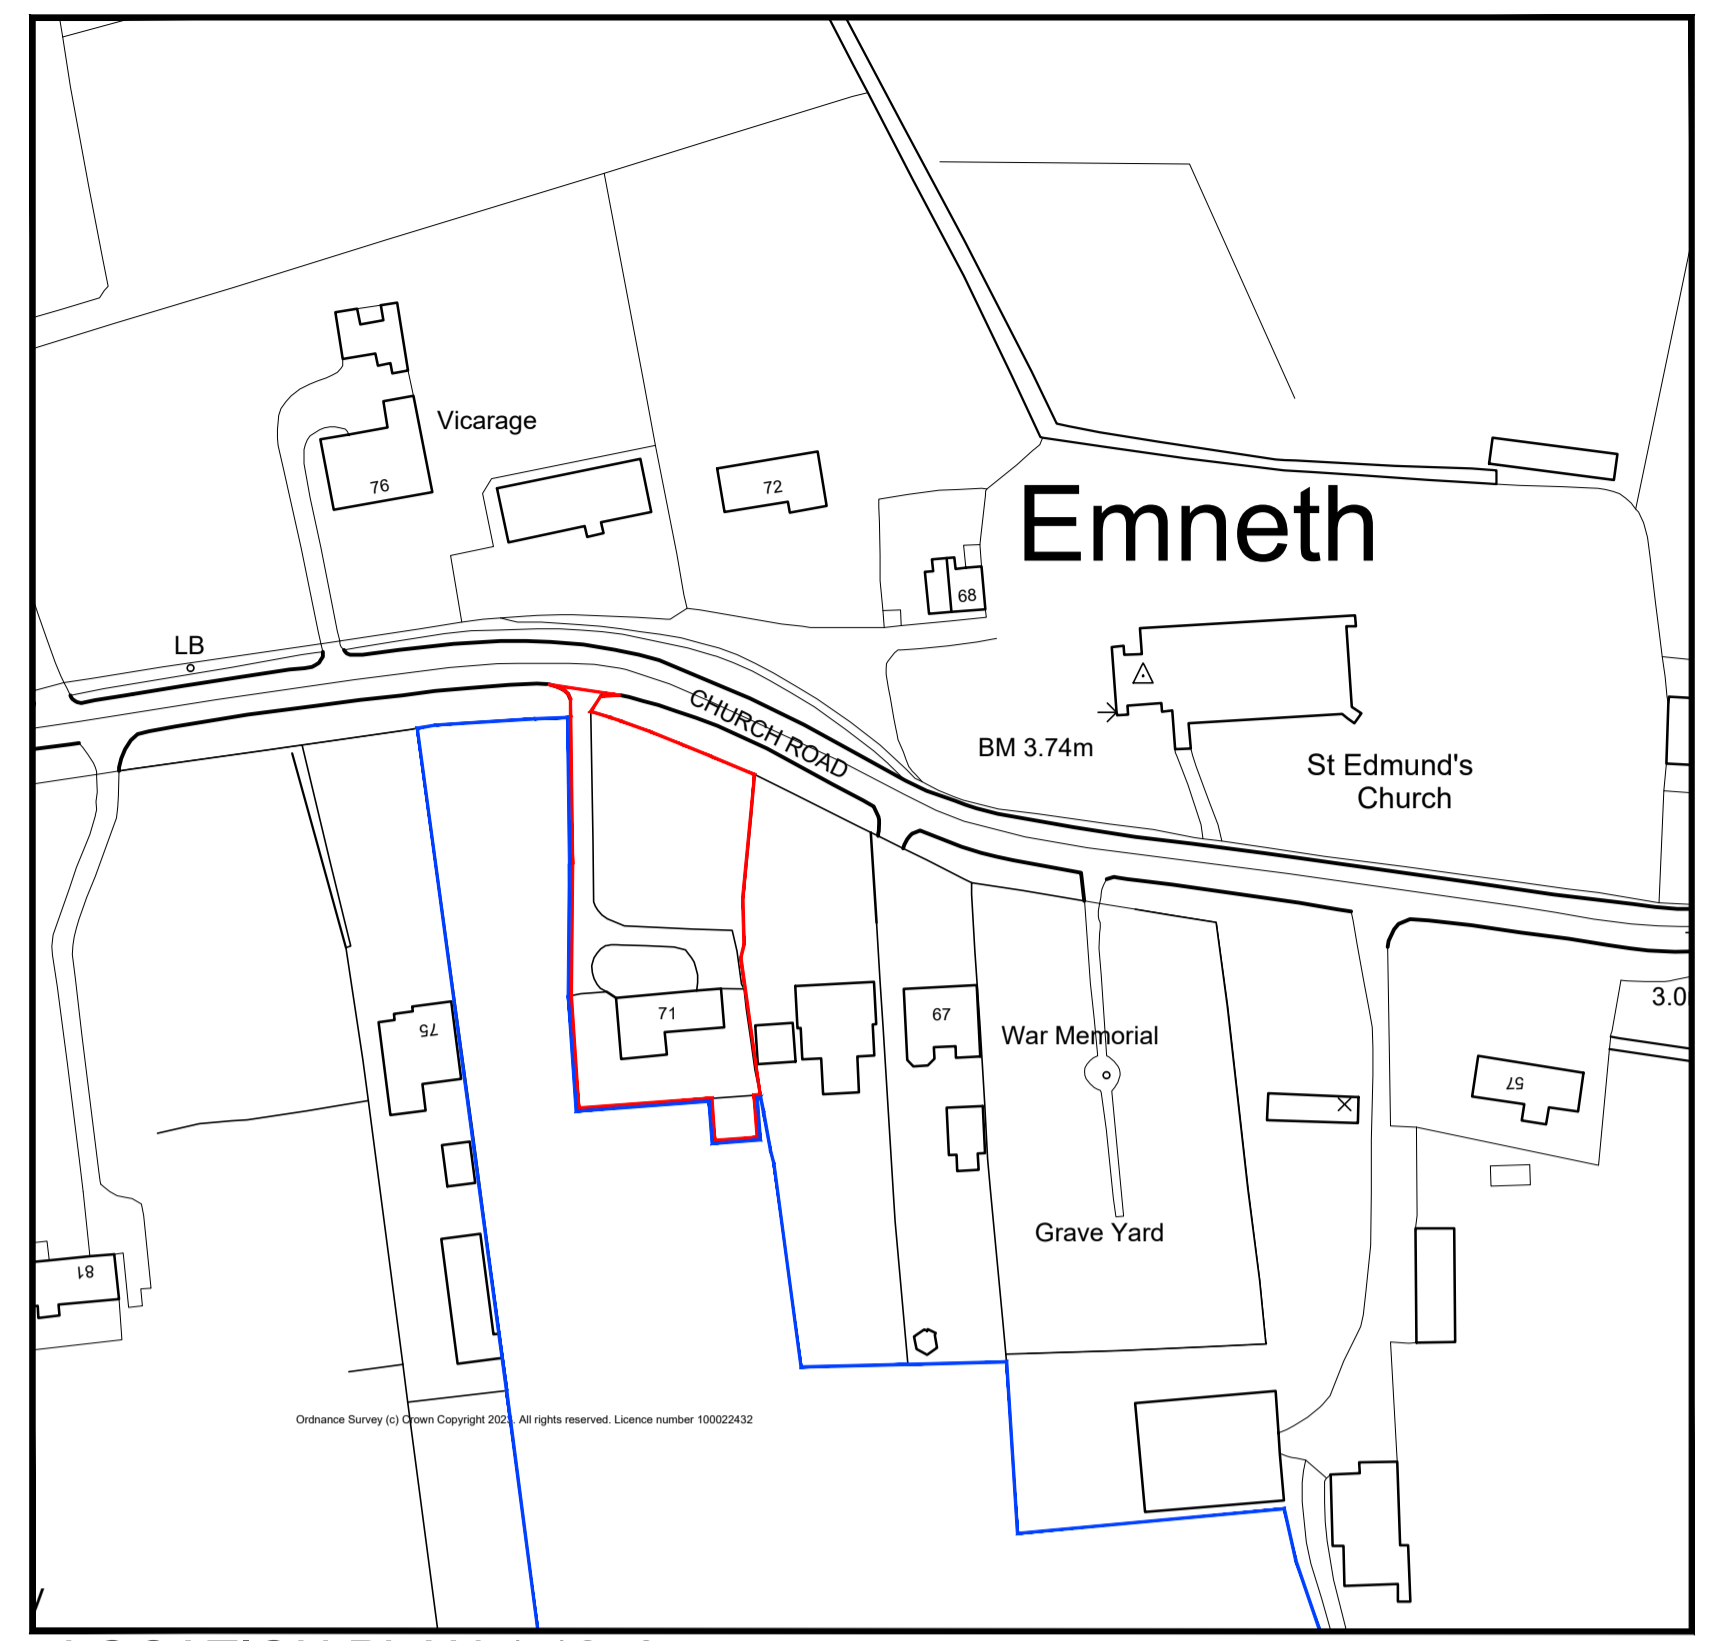 Vicarage
76
72
Emneth
68
LB
CHURCH ROAD
BM 3.74m
St Edmund's
Church
3.0
71
67
75
War Memorial
57
Grave Yard
81
Ordnance Survey (c) Crown Copyright 2023. All rights reserved. Licence number 100022432